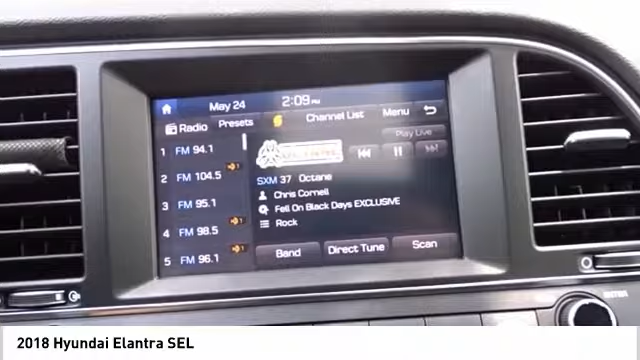 May 24 2:09 PM
Radio Presets Channel List Menu
Play Live
1 FM 94.1
2 FM 104.5
3 FM 95.1
4 FM 98.5
5 FM 96.1
SXM 37 Octane
Chris Cornell
Fell On Black Days EXCLUSIVE
Rock
Band Direct Tune Scan
2018 Hyundai Elantra SEL